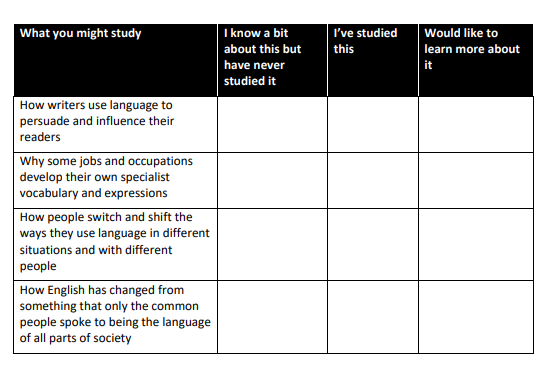 What you might study
I know a bit
about this but
have never
studied it
I've studied
this
Would like to
learn more about
it
How writers use language to
persuade and influence their
readers
Why some jobs and occupations
develop their own specialist
vocabulary and expressions
How people switch and shift the
ways they use language in different
situations and with different
people
How English has changed from
something that only the common
people spoke to being the language
of all parts of society